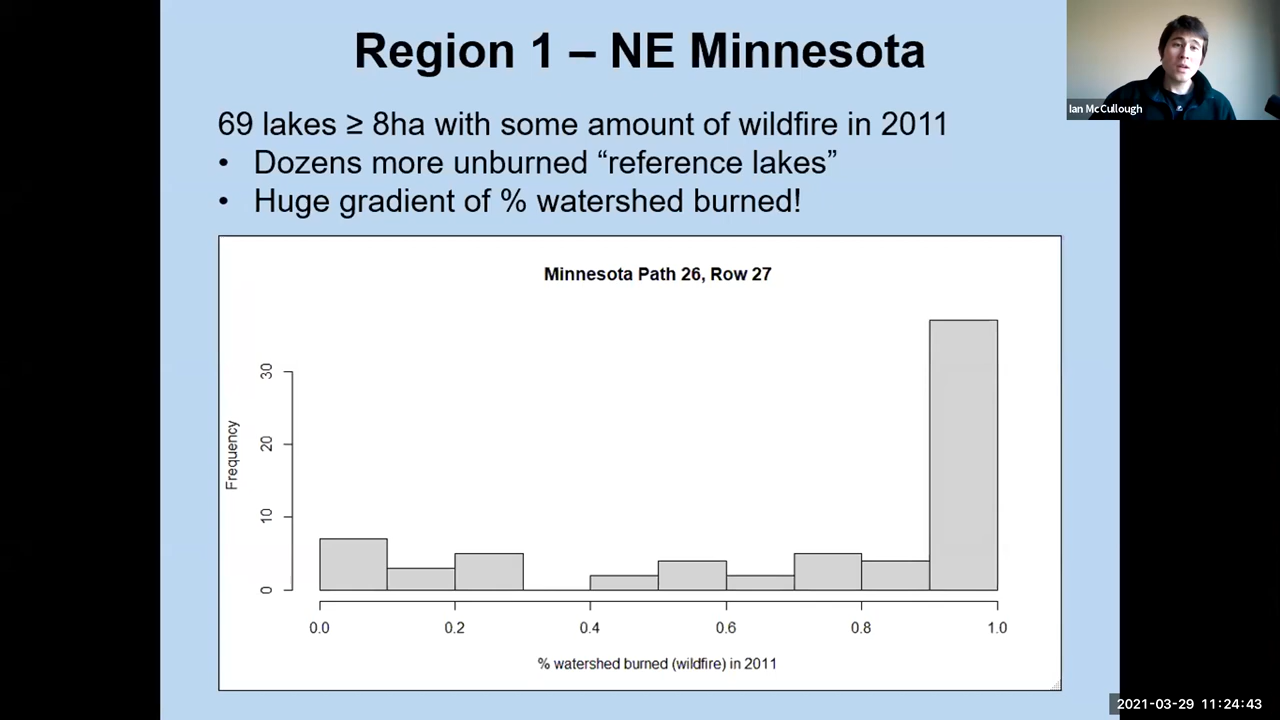 Region 1 – NE Minnesota
Ian McCullough
69 lakes ≥ 8ha with some amount of wildfire in 2011
• Dozens more unburned “reference lakes”
• Huge gradient of % watershed burned!
Minnesota Path 26, Row 27
Frequency
30
20
10
0
0.0 0.2 0.4 0.6 0.8 1.0
% watershed burned (wildfire) in 2011
2021-03-29 11:24:43